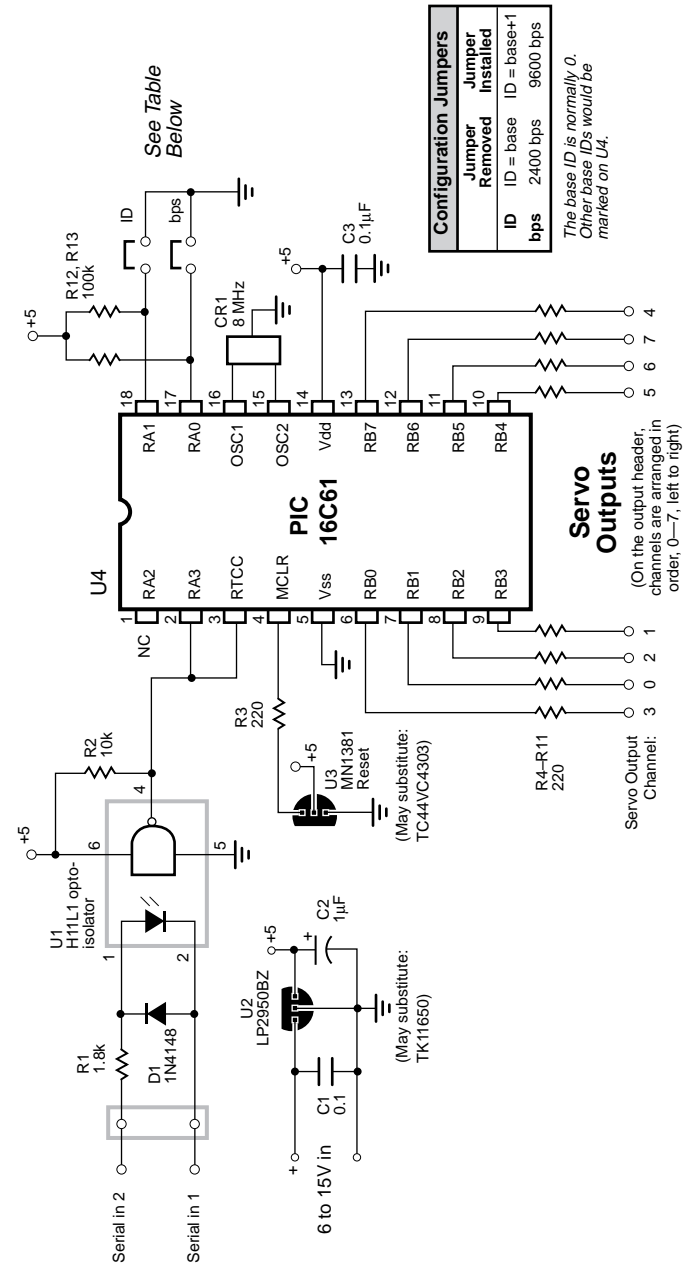 Serial in 2
Serial in 1
R1
1.8k
D1
1N4148
1
2
U1
H11L1 opto-
isolator
+5
6
5
4
R2
10k
6 to 15V in
+
C1
0.1
U2
LP2950BZ
+5
+
C2
1µF
(May substitute:
TK11650)
R3
220
+5
U3
MN1381
Reset
(May substitute:
TC44VC4303)
U4
NC
1
2
3
4
5
6
7
8
9
RA2
RA3
RTCC
MCLR
Vss
RB0
RB1
RB2
RB3
PIC
16C61
RA1
RA0
OSC1
OSC2
Vdd
RB7
RB6
RB5
RB4
18
17
16
15
14
13
12
11
10
+5
R12, R13
100k
ID
bps
See Table
Below
CR1
8 MHz
+5
C3
0.1µF
R4–R11
220
Servo Output
Channel:
3 0 2 1
Servo
Outputs
(On the output header,
channels are arranged in
order, 0—7, left to right)
5 6 7 4
Configuration Jumpers
Jumper Removed Jumper Installed
ID ID = base ID = base+1
bps 2400 bps 9600 bps
The base ID is normally 0.
Other base IDs would be
marked on U4.